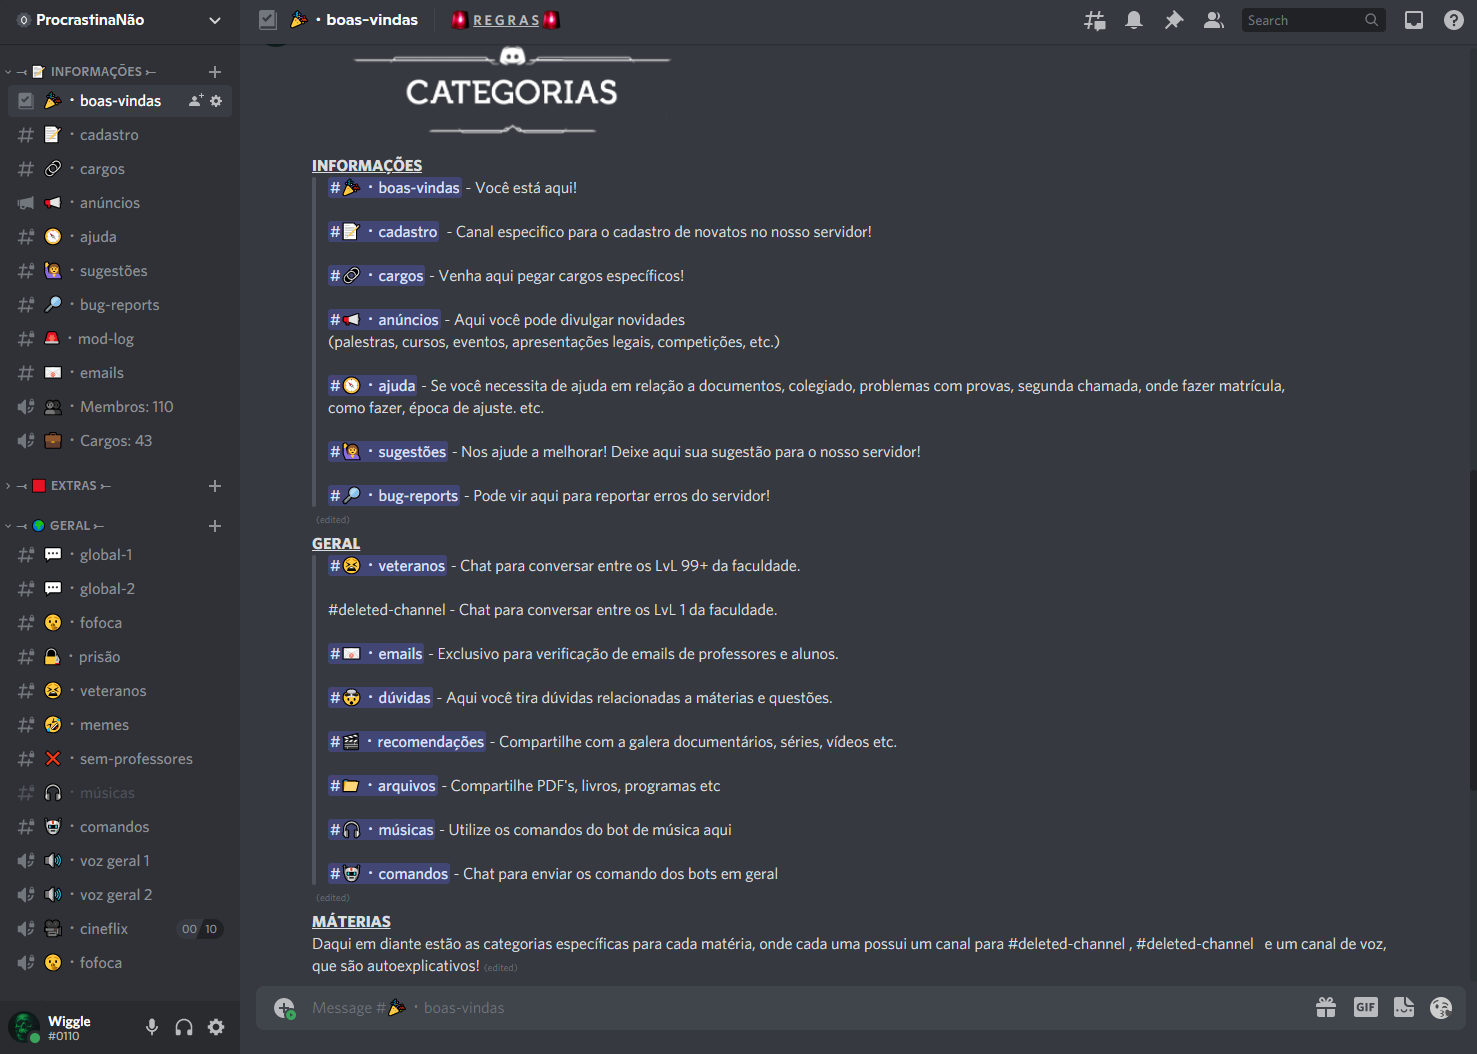 ProcrastinaNão
INFORMAÇÕES
boas-vindas
cadastro
cargos
anúncios
ajuda
sugestões
bug-reports
mod-log
emails
Membros: 110
Cargos: 43
EXTRAS
GERAL
global-1
global-2
fofoca
prisão
veteranos
memes
sem-professores
músicas
comandos
voz geral 1
voz geral 2
cineflix 00 10
fofoca
Wiggle
#0110
boas-vindas REGRAS Search
CATEGORIAS
INFORMAÇÕES
#🎉・boas-vindas - Você está aqui!
#📝・cadastro - Canal especifico para o cadastro de novatos no nosso servidor!
#🔗・cargos - Venha aqui pegar cargos específicos!
#📢・anúncios - Aqui você pode divulgar novidades
(palestras, cursos, eventos, apresentações legais, competições, etc.)
#🧭・ajuda - Se você necessita de ajuda em relação a documentos, colegiado, problemas com provas, segunda chamada, onde fazer matrícula,
como fazer, época de ajuste. etc.
#🙋・sugestões - Nos ajude a melhorar! Deixe aqui sua sugestão para o nosso servidor!
#🔎・bug-reports - Pode vir aqui para reportar erros do servidor!
(edited)
GERAL
#😫・veteranos - Chat para conversar entre os LvL 99+ da faculdade.
#deleted-channel - Chat para conversar entre os LvL 1 da faculdade.
#📧・emails - Exclusivo para verificação de emails de professores e alunos.
#🤯・dúvidas - Aqui você tira dúvidas relacionadas a máterias e questões.
#🎬・recomendações - Compartilhe com a galera documentários, séries, vídeos etc.
#📁・arquivos - Compartilhe PDF's, livros, programas etc
#🎧・músicas - Utilize os comandos do bot de música aqui
#🤖・comandos - Chat para enviar os comando dos bots em geral
(edited)
MÁTERIAS
Daqui em diante estão as categorias específicas para cada matéria, onde cada uma possui um canal para #deleted-channel , #deleted-channel e um canal de voz,
que são autoexplicativos! (edited)
Message #🎉・boas-vindas GIF